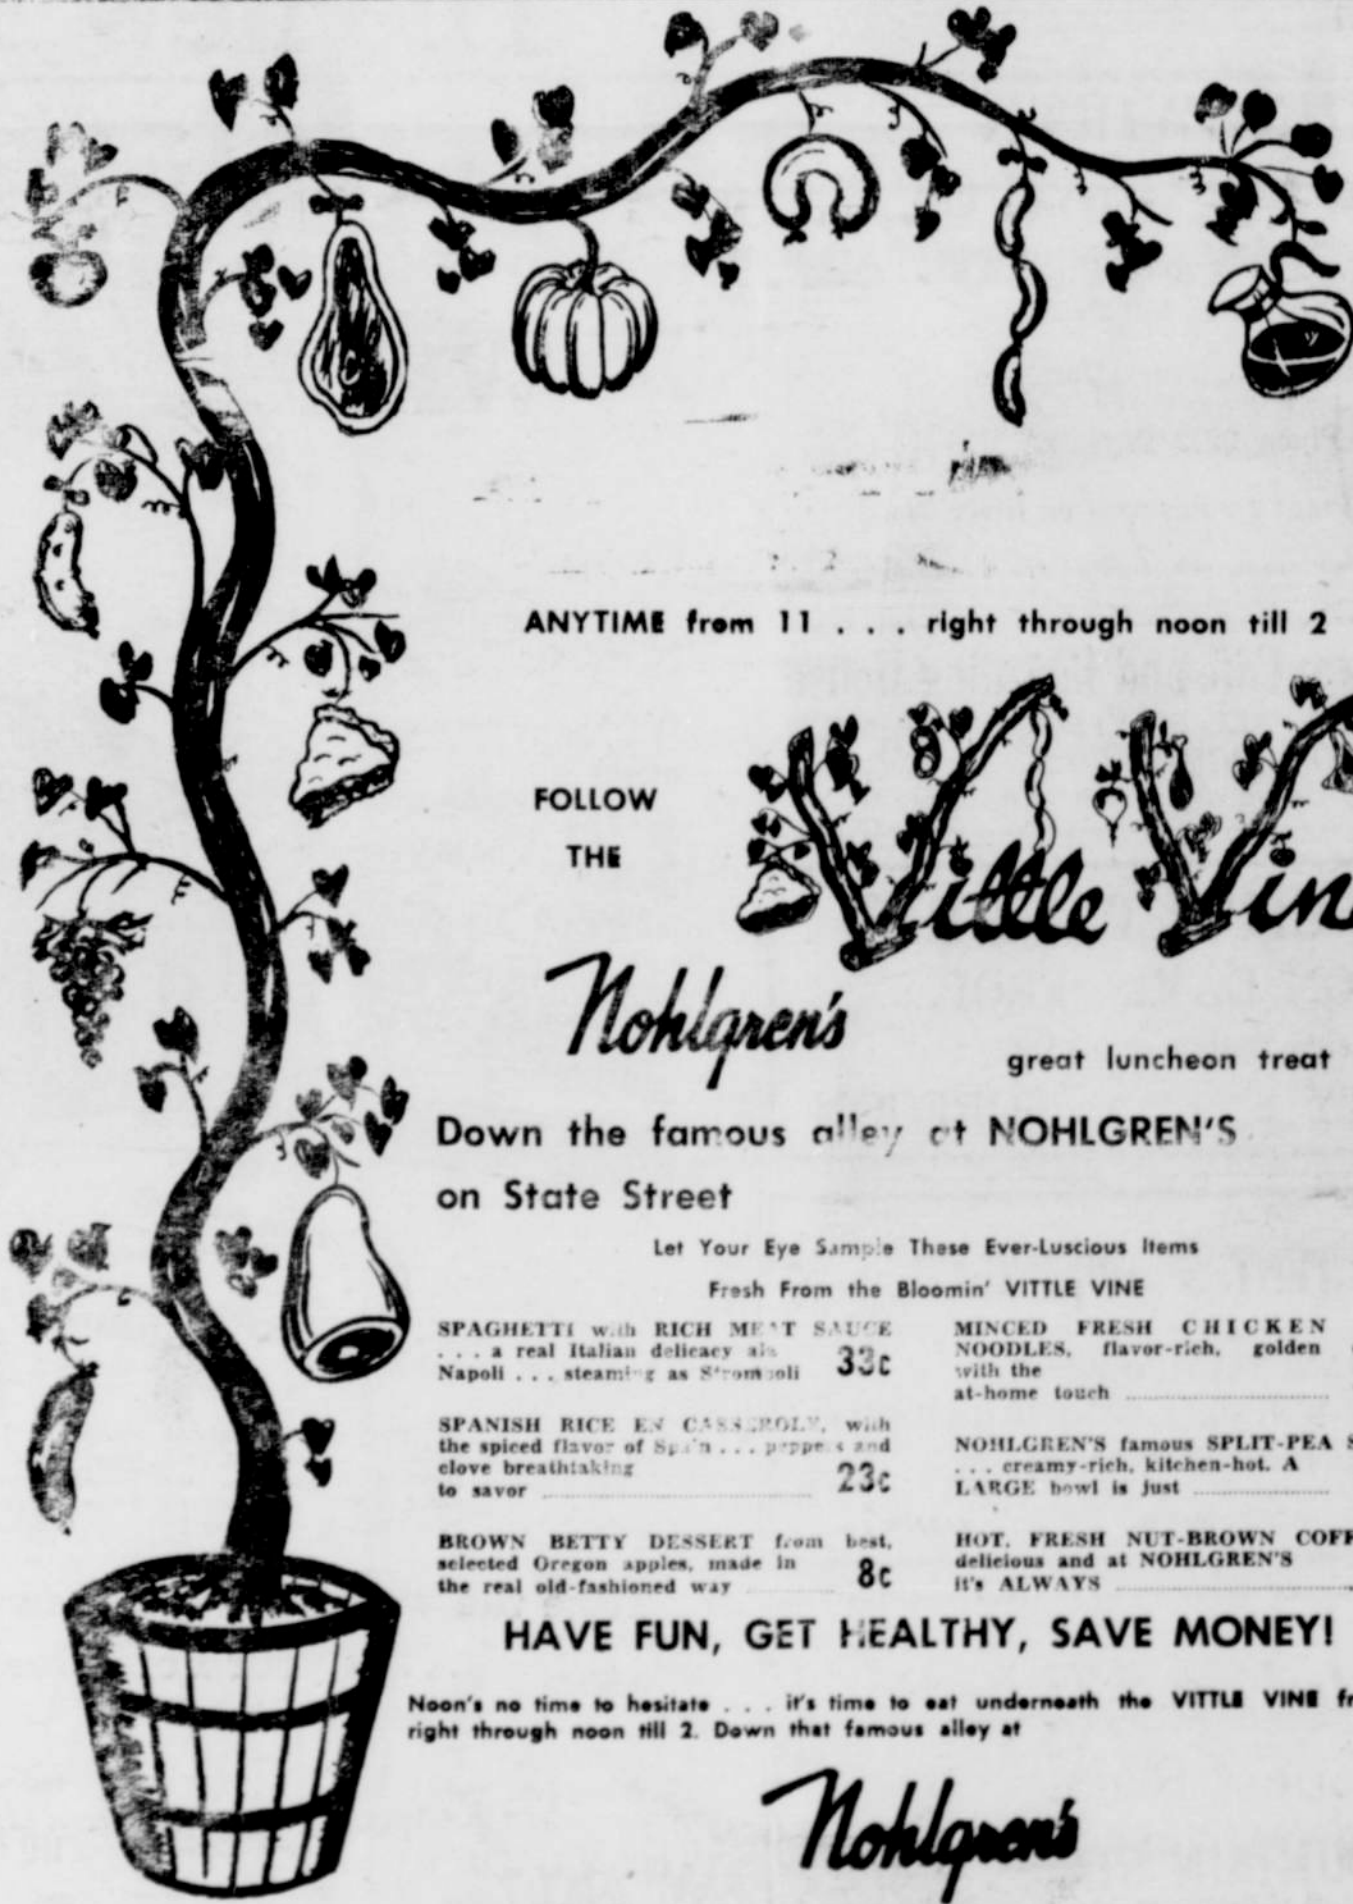 ANYTIME from 11 . . . right through noon till 2
FOLLOW
THE
Vittle Vin
Nohlgren's
great luncheon treat
Down the famous alley at NOHLGREN'S
on State Street
Let Your Eye Sample These Ever-Luscious Items
Fresh From the Bloomin' VITTLE VINE
SPAGHETTI with RICH MEAT SAUCE
. . . a real Italian delicacy ala
Napoli . . . steaming as Stromboli 33c
SPANISH RICE EN CASSEROLE, with
the spiced flavor of Spain . . . peppers and
clove breathtaking
to savor 23c
BROWN BETTY DESSERT from best,
selected Oregon apples, made in
the real old-fashioned way 8c
MINCED FRESH CHICKEN
NOODLES, flavor-rich, golden
with the
at-home touch
NOHLGREN'S famous SPLIT-PEA S
. . . creamy-rich, kitchen-hot. A
LARGE bowl is just
HOT, FRESH NUT-BROWN COFF
delicious and at NOHLGREN'S
it's ALWAYS
HAVE FUN, GET HEALTHY, SAVE MONEY!
Noon's no time to hesitate . . . it's time to eat underneath the VITTLE VINE fr
right through noon till 2. Down that famous alley at
Nohlgren's